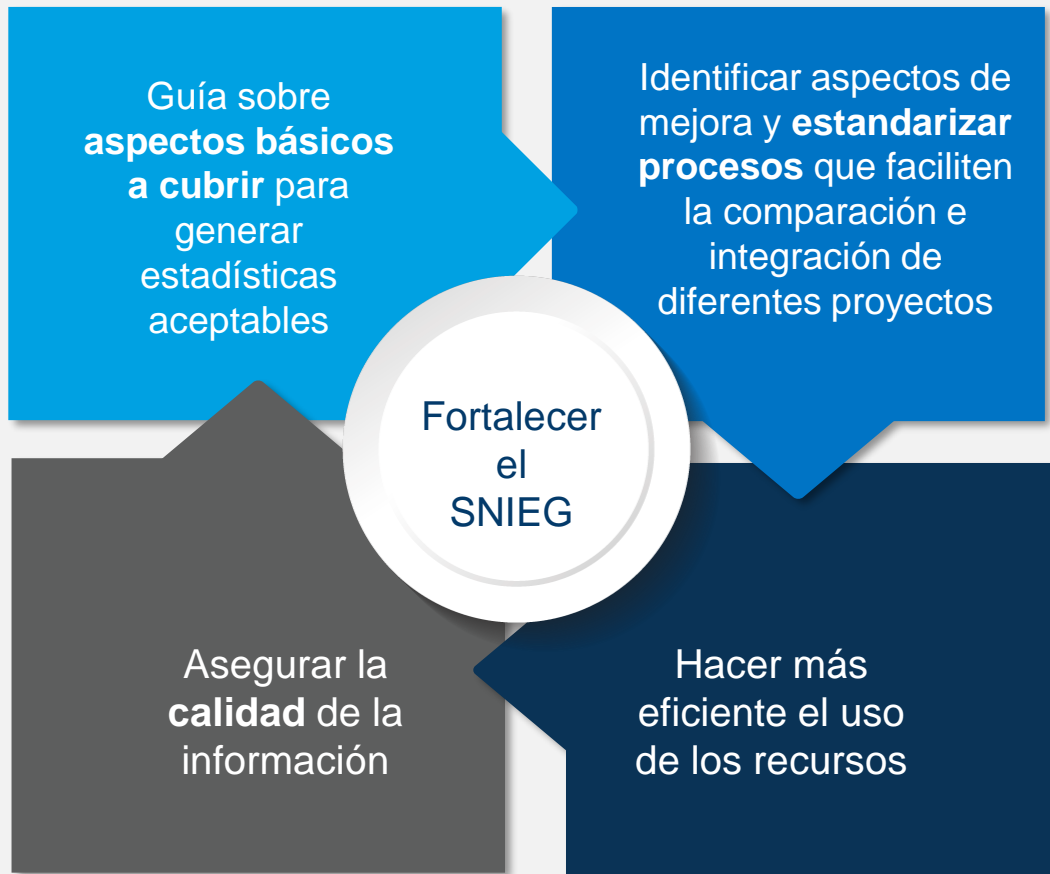 Guía sobre
aspectos básicos
a cubrir para
generar
estadísticas
aceptables
Identificar aspectos de
mejora y estandarizar
procesos que faciliten
la comparación e
integración de
diferentes proyectos
Fortalecer
el
SNIEG
Asegurar la
calidad de la
información
Hacer más
eficiente el uso
de los recursos